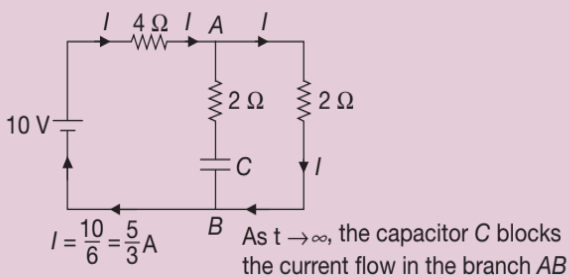 I 4 Ω I A I
2 Ω 2 Ω
10 V
C I
B
I = 10/6 = 5/3 A
As t →∞, the capacitor C blocks
the current flow in the branch AB